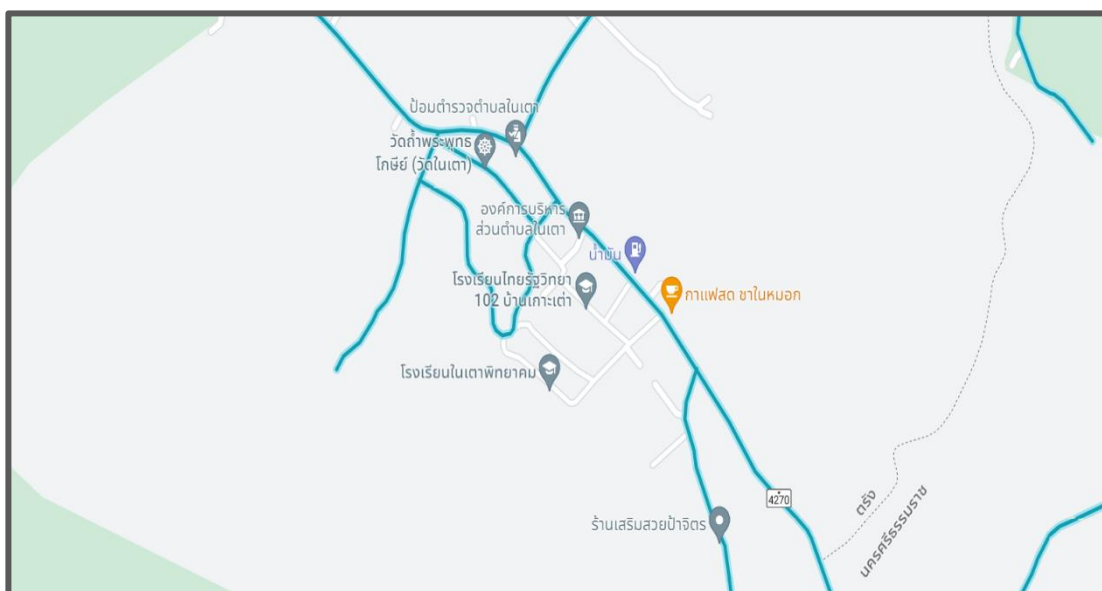 ป้อมตำรวจตำบลในเตา
วัดถ้ำพระพุทธ
โกษีย์ (วัดในเตา)
องค์การบริหาร
ส่วนตำบลในเตา
น้ำมัน
โรงเรียนไทยรัฐวิทยา
102 บ้านเกาะเต่า
กาแฟสด ชาในหมอก
โรงเรียนในเตาพิทยาคม
4270
ตรัง
นครศรีธรรมราช
ร้านเสริมสวยป้าจิตร